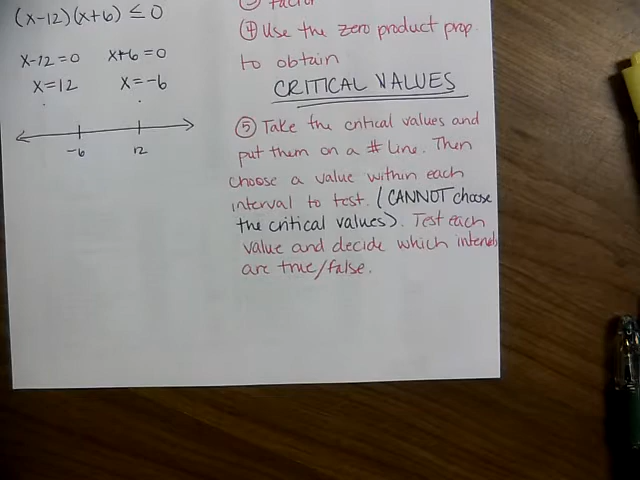 (x-12)(x+6) ≤ 0
x-12=0 x+6=0
x=12 x=-6
-6 12
③ factor
④ Use the zero product prop.
to obtain
CRITICAL VALUES
⑤ Take the critical values and
put them on a # line. Then
choose a value within each
interval to test. (CANNOT choose
the critical values). Test each
value and decide which intervals
are true/false.